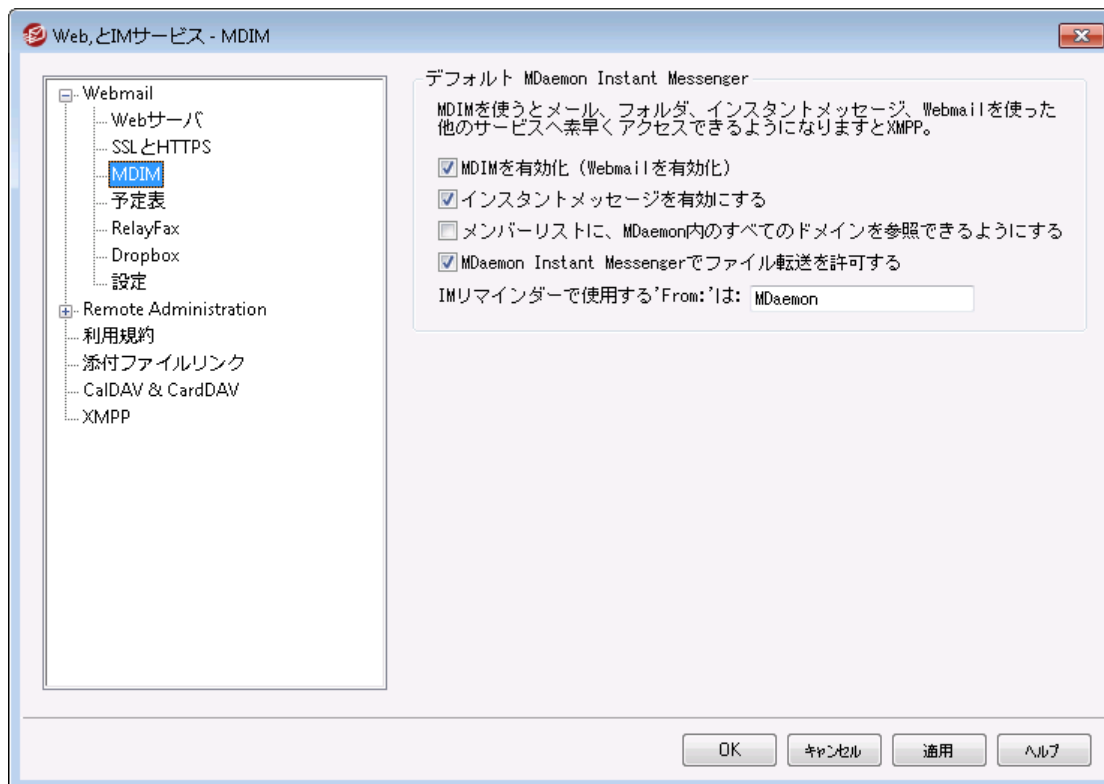 Web,とIMサービス - MDIM
Webmail
Webサーバ
SSLとHTTPS
MDIM
予定表
RelayFax
Dropbox
設定
Remote Administration
利用規約
添付ファイルリンク
CalDAV & CardDAV
XMPP
デフォルト MDaemon Instant Messenger
MDIMを使うとメール、フォルダ、インスタントメッセージ、Webmailを使った
他のサービスへ素早くアクセスできるようになりますとXMPP。
MDIMを有効化（Webmailを有効化）
インスタントメッセージを有効にする
メンバーリストに、MDaemon内のすべてのドメインを参照できるようにする
MDaemon Instant Messengerでファイル転送を許可する
IMリマインダーで使用する'From:'は: MDaemon
OK キャンセル 適用 ヘルプ